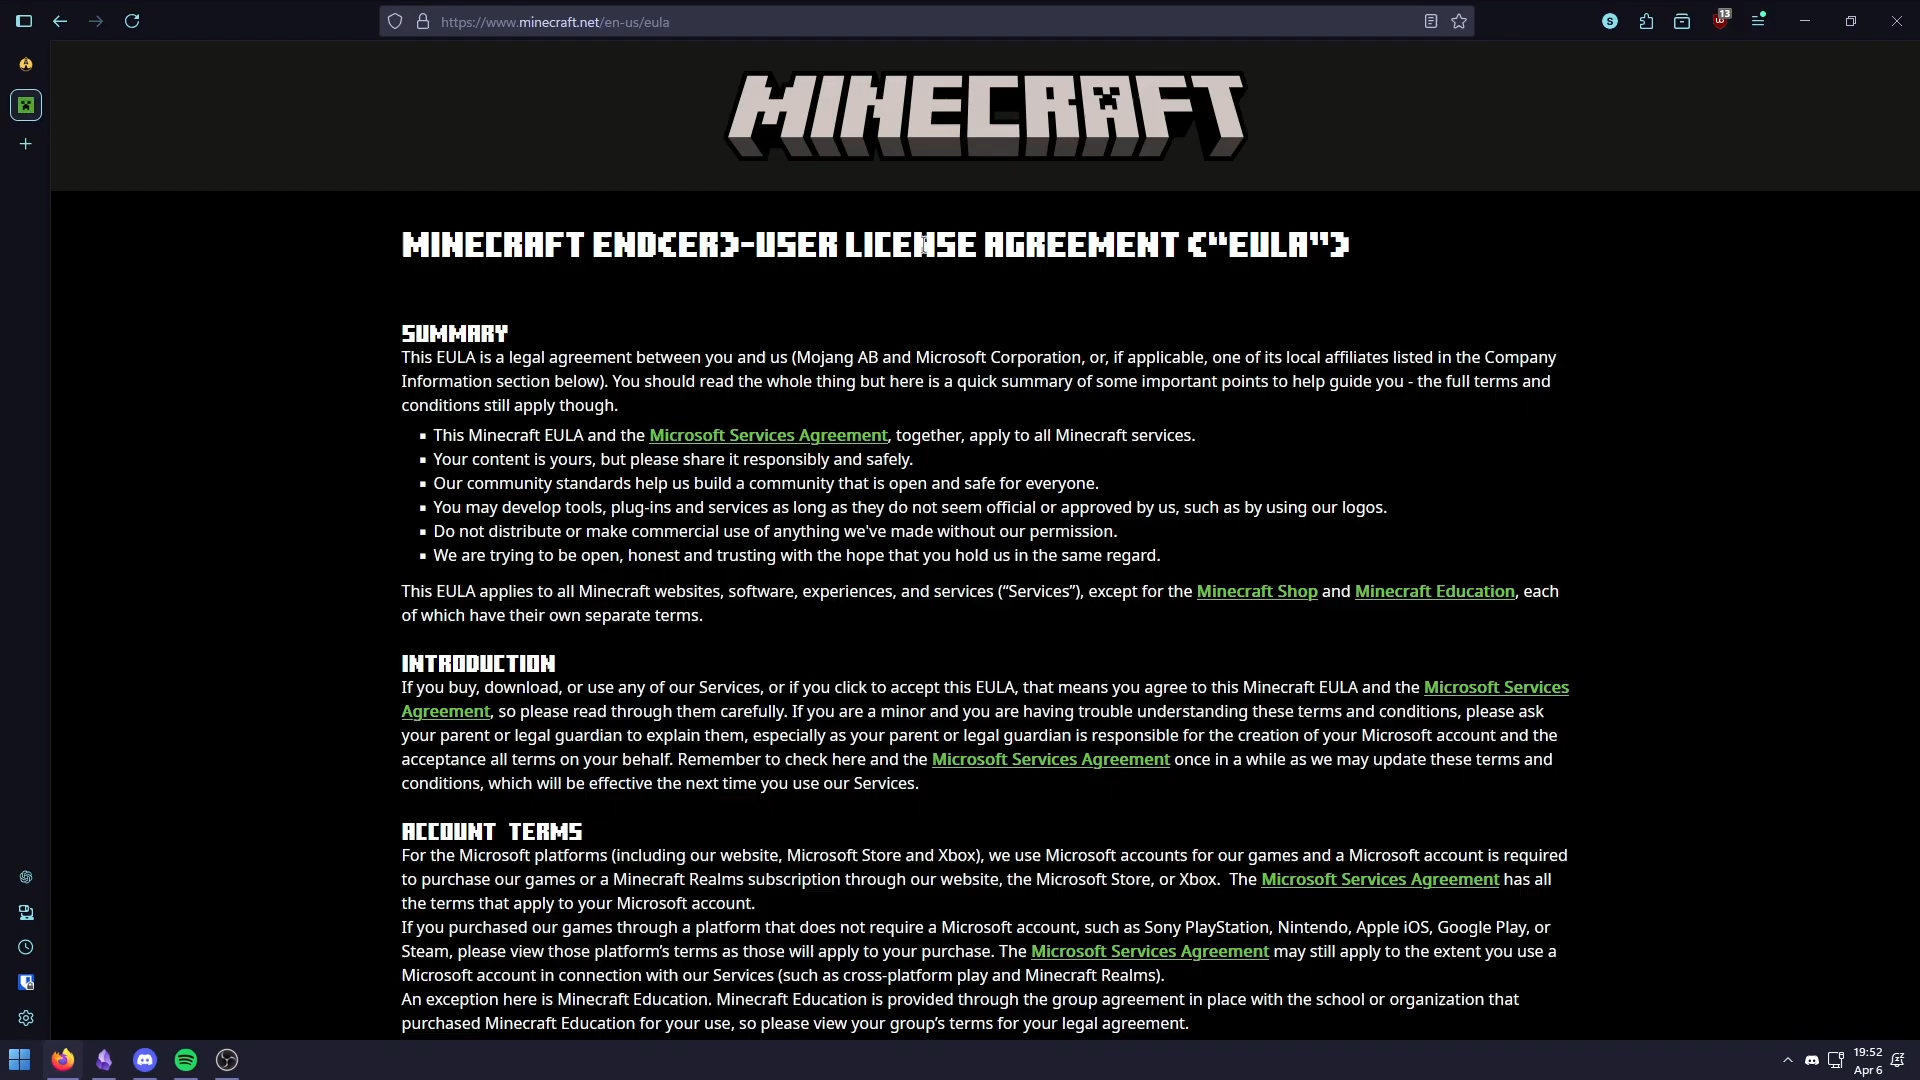 https://www.minecraft.net/en-us/eula
13
S
MINECRAFT
MINECRAFT END(ER)-USER LICENSE AGREEMENT (“EULA”)
SUMMARY
This EULA is a legal agreement between you and us (Mojang AB and Microsoft Corporation, or, if applicable, one of its local affiliates listed in the Company
Information section below). You should read the whole thing but here is a quick summary of some important points to help guide you - the full terms and
conditions still apply though.
▪ This Minecraft EULA and the Microsoft Services Agreement, together, apply to all Minecraft services.
▪ Your content is yours, but please share it responsibly and safely.
▪ Our community standards help us build a community that is open and safe for everyone.
▪ You may develop tools, plug-ins and services as long as they do not seem official or approved by us, such as by using our logos.
▪ Do not distribute or make commercial use of anything we've made without our permission.
▪ We are trying to be open, honest and trusting with the hope that you hold us in the same regard.
This EULA applies to all Minecraft websites, software, experiences, and services (“Services”), except for the Minecraft Shop and Minecraft Education, each
of which have their own separate terms.
INTRODUCTION
If you buy, download, or use any of our Services, or if you click to accept this EULA, that means you agree to this Minecraft EULA and the Microsoft Services
Agreement, so please read through them carefully. If you are a minor and you are having trouble understanding these terms and conditions, please ask
your parent or legal guardian to explain them, especially as your parent or legal guardian is responsible for the creation of your Microsoft account and the
acceptance all terms on your behalf. Remember to check here and the Microsoft Services Agreement once in a while as we may update these terms and
conditions, which will be effective the next time you use our Services.
ACCOUNT TERMS
For the Microsoft platforms (including our website, Microsoft Store and Xbox), we use Microsoft accounts for our games and a Microsoft account is required
to purchase our games or a Minecraft Realms subscription through our website, the Microsoft Store, or Xbox. The Microsoft Services Agreement has all
the terms that apply to your Microsoft account.
If you purchased our games through a platform that does not require a Microsoft account, such as Sony PlayStation, Nintendo, Apple iOS, Google Play, or
Steam, please view those platform’s terms as those will apply to your purchase. The Microsoft Services Agreement may still apply to the extent you use a
Microsoft account in connection with our Services (such as cross-platform play and Minecraft Realms).
An exception here is Minecraft Education. Minecraft Education is provided through the group agreement in place with the school or organization that
purchased Minecraft Education for your use, so please view your group’s terms for your legal agreement.
19:52
Apr 6